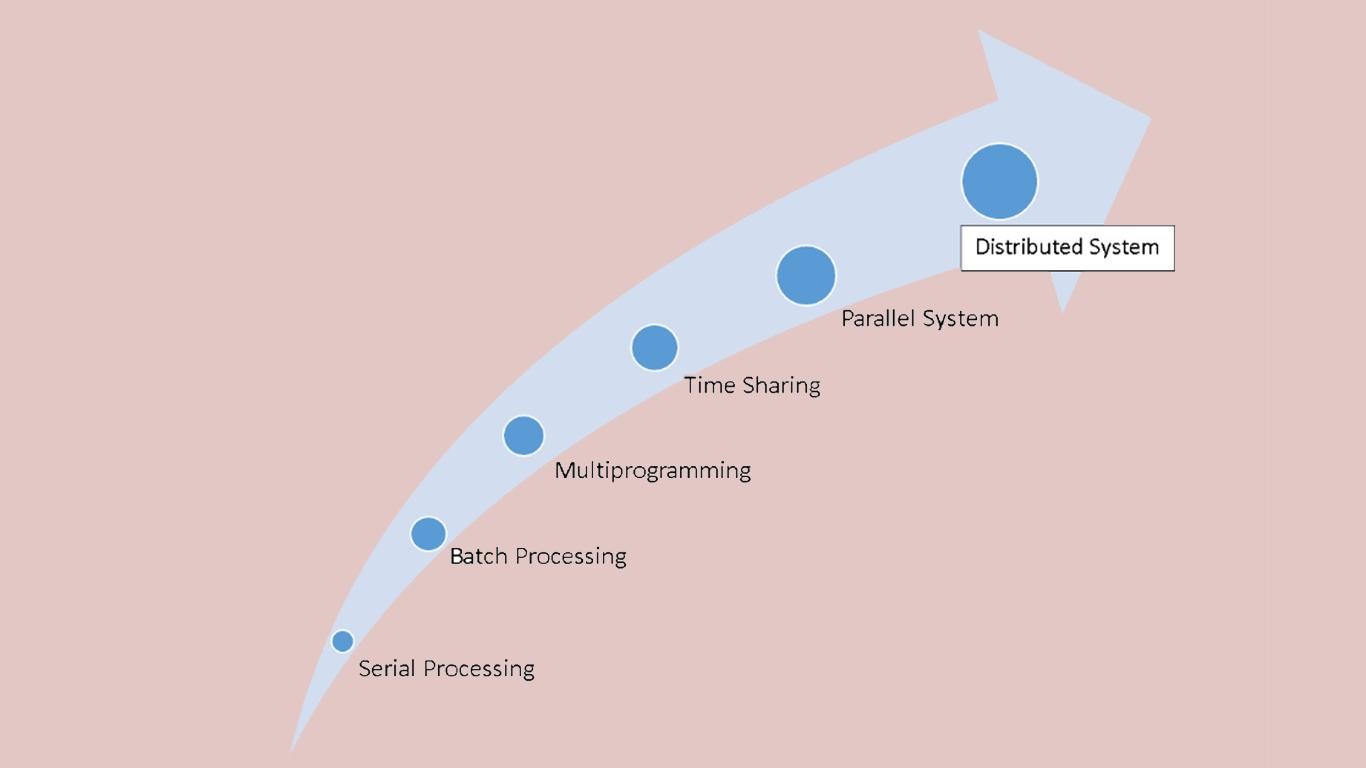 Distributed System
Parallel System
Time Sharing
Multiprogramming
Batch Processing
Serial Processing